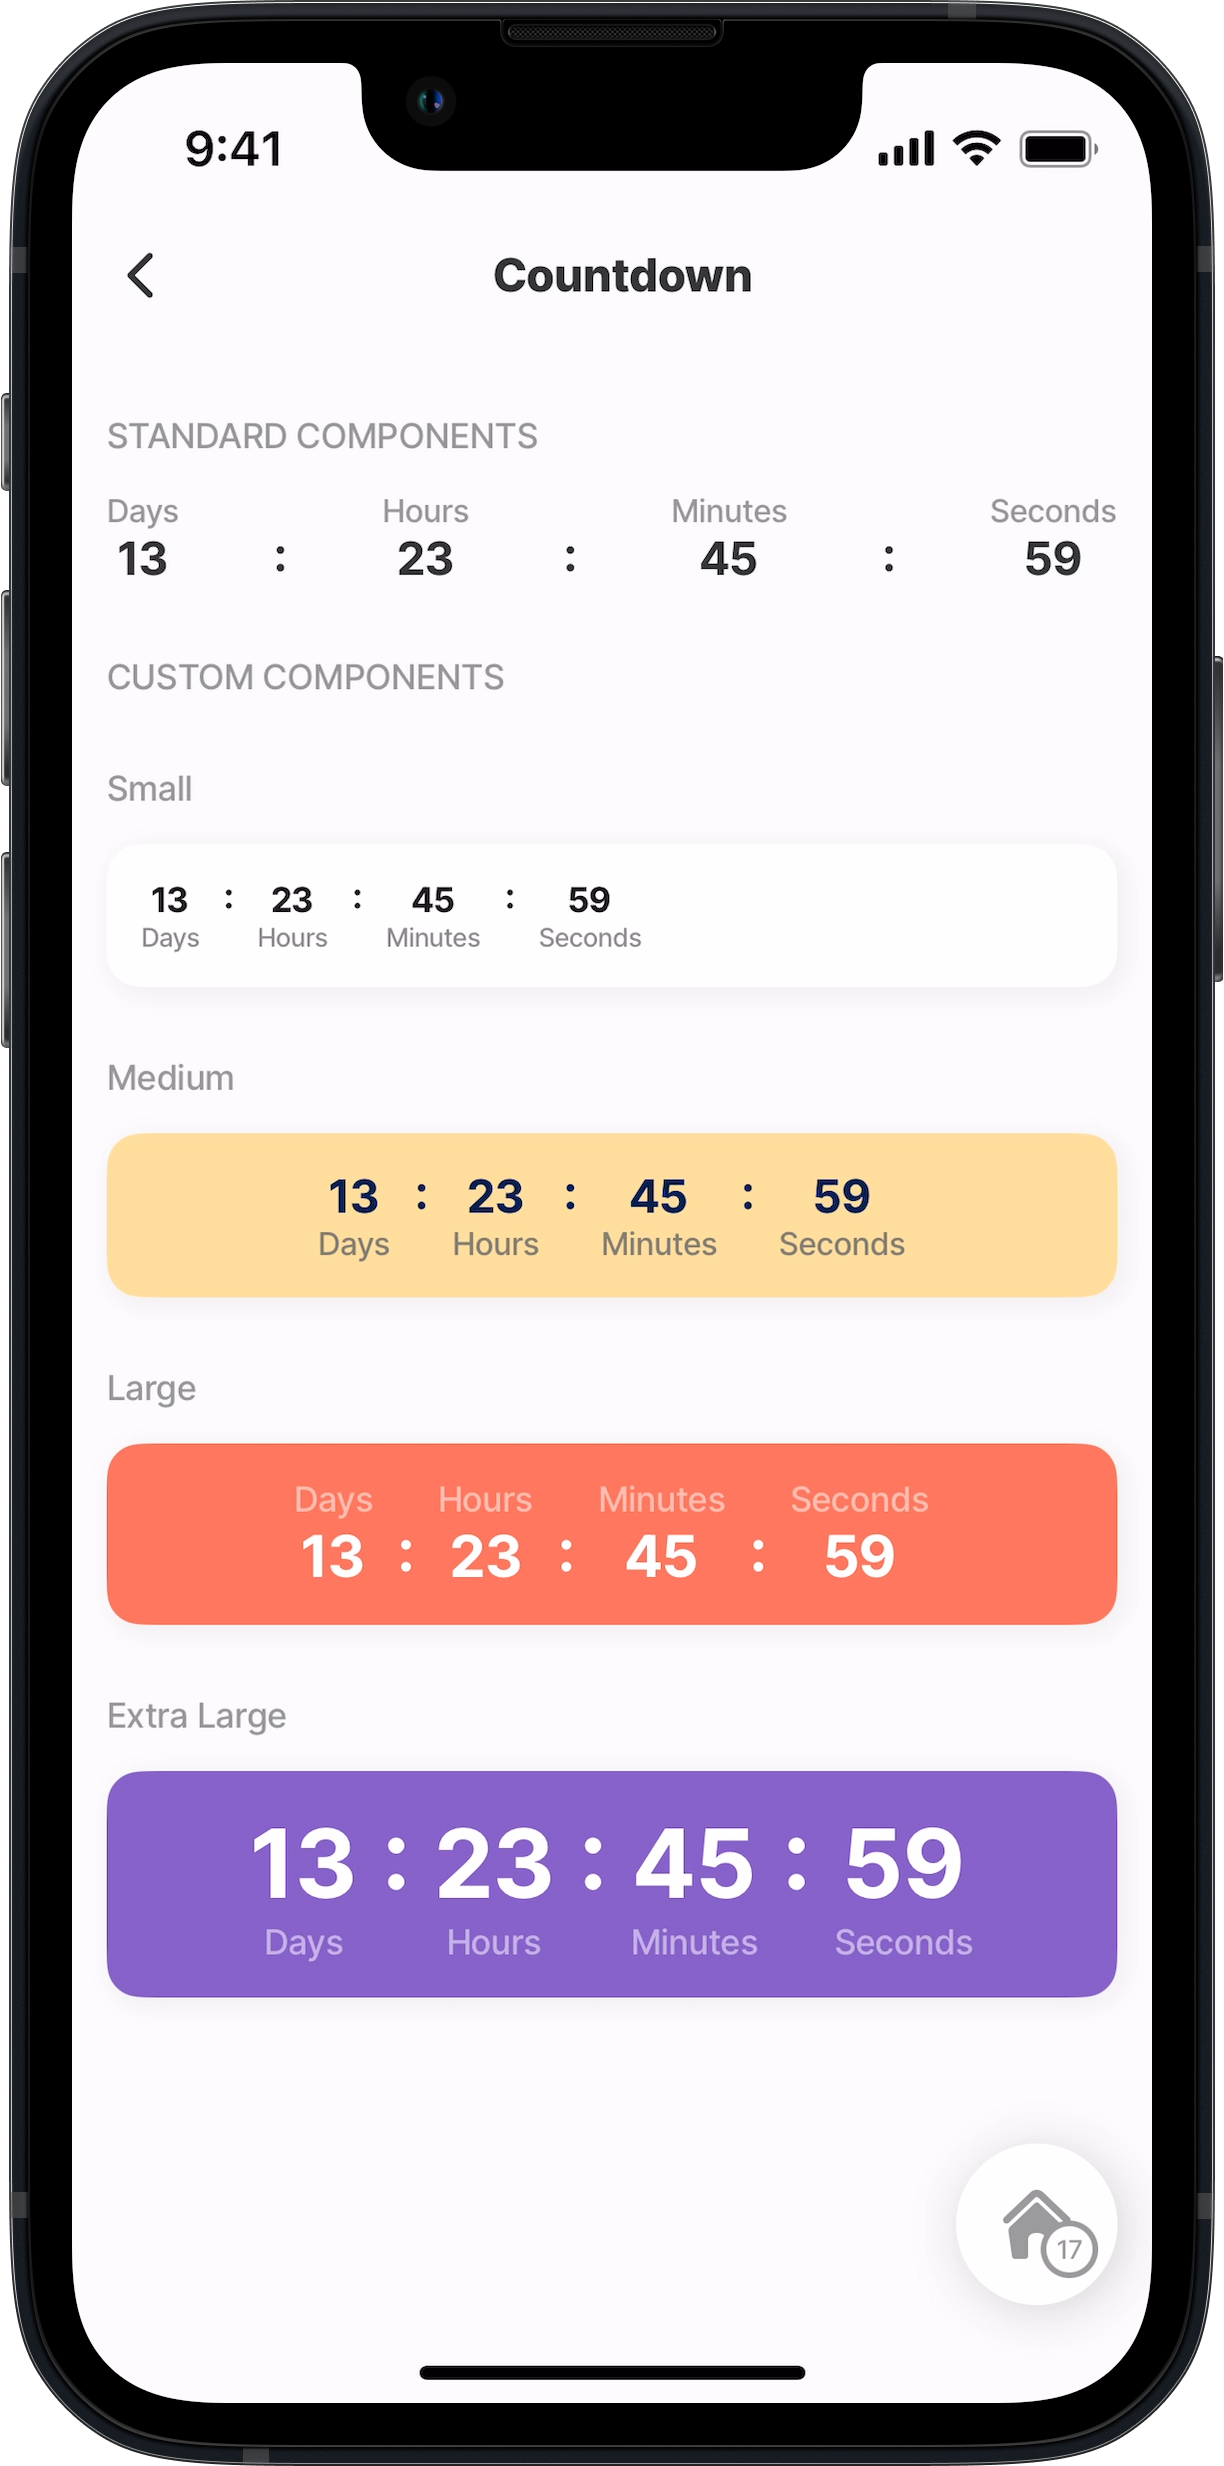 9:41
Countdown
STANDARD COMPONENTS
Days Hours Minutes Seconds
13 : 23 : 45 : 59
CUSTOM COMPONENTS
Small
13 : 23 : 45 : 59
Days Hours Minutes Seconds
Medium
13 : 23 : 45 : 59
Days Hours Minutes Seconds
Large
Days Hours Minutes Seconds
13 : 23 : 45 : 59
Extra Large
13 : 23 : 45 : 59
Days Hours Minutes Seconds
17